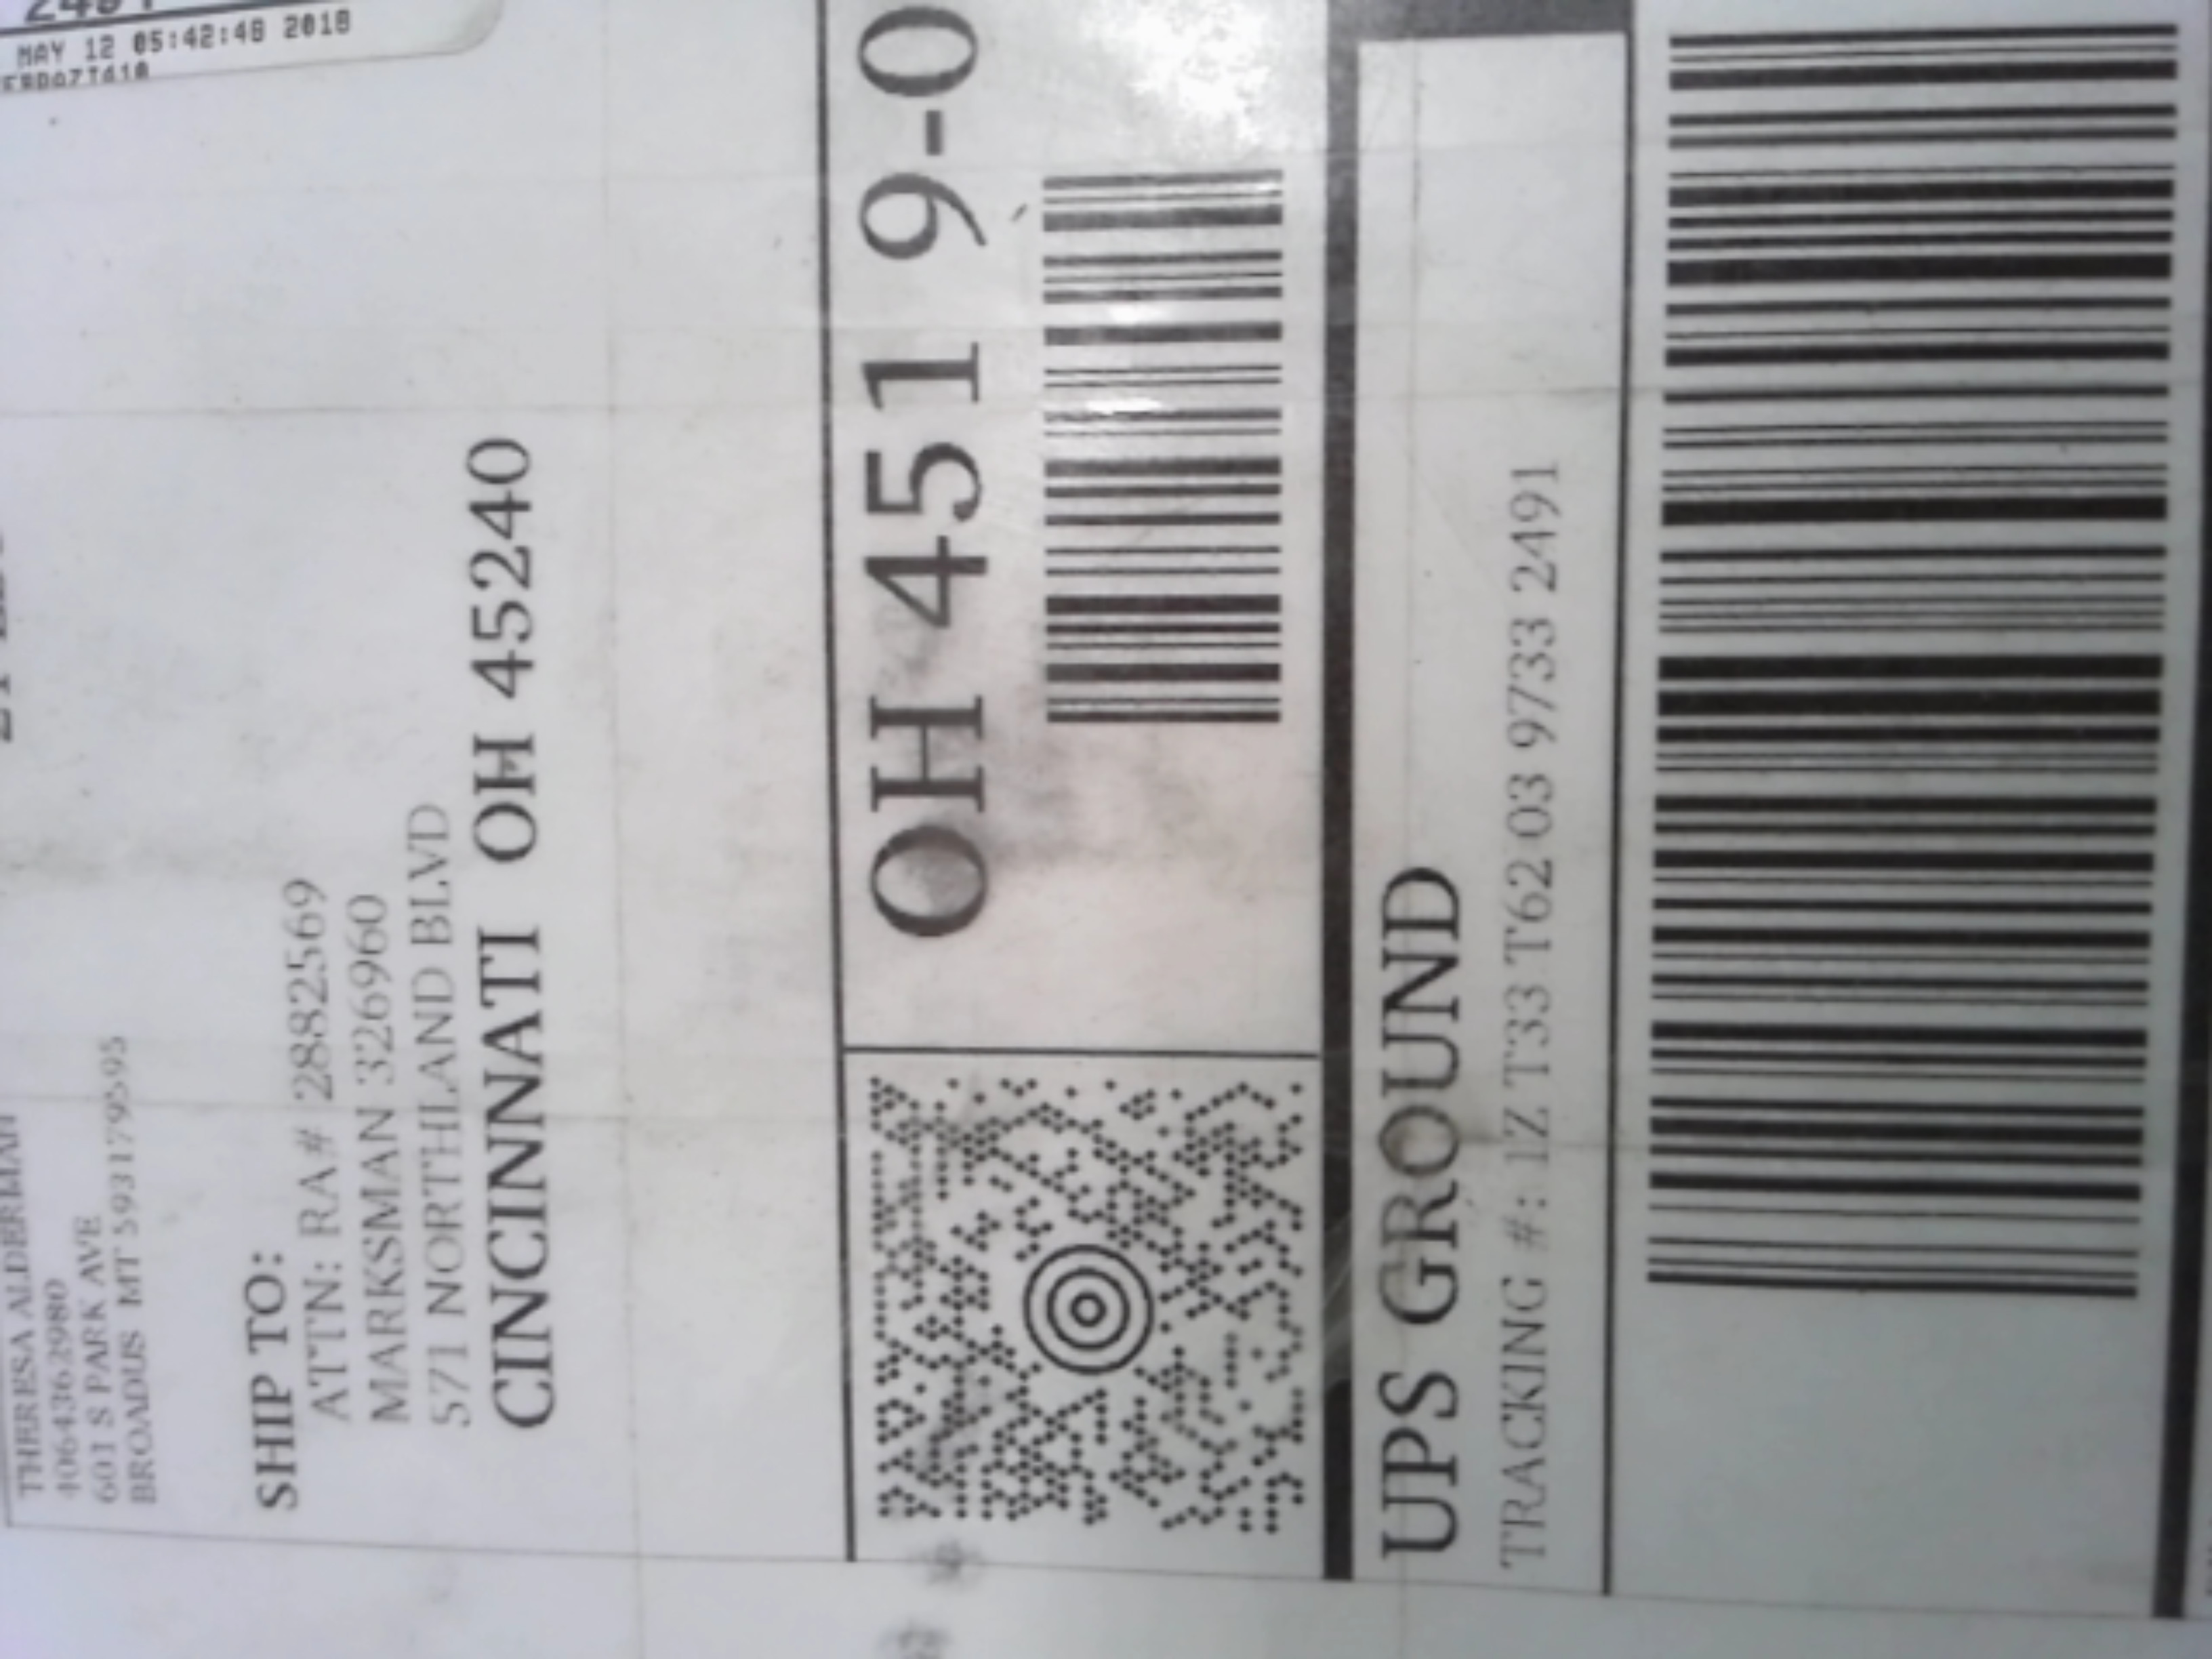 MAY 12 05:42:48 2018
THERESA ALDERMAN
4064362980
601 S PARK AVE
BROADUS MT 593179595
SHIP TO:
ATTN: RA# 2882569
MARKSMAN 326960
571 NORTHLAND BLVD
CINCINNATI OH 45240
OH 451 9-0
UPS GROUND
TRACKING #: 1Z T33 T62 03 9733 2491